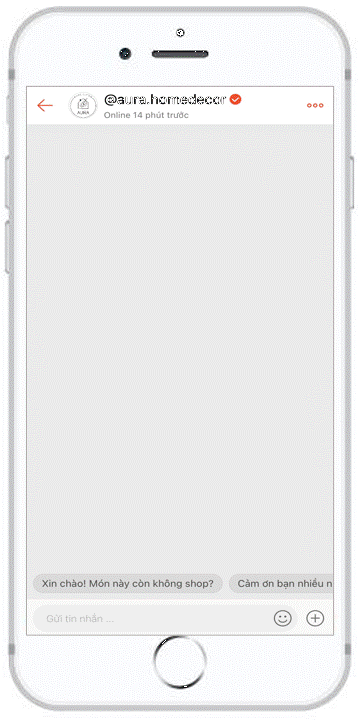 @aura.homedecor
AURA
Online 14 phút trước
Xin chào! Món này còn không shop?
Cảm ơn bạn nhiều n
Gửi tin nhắn ...